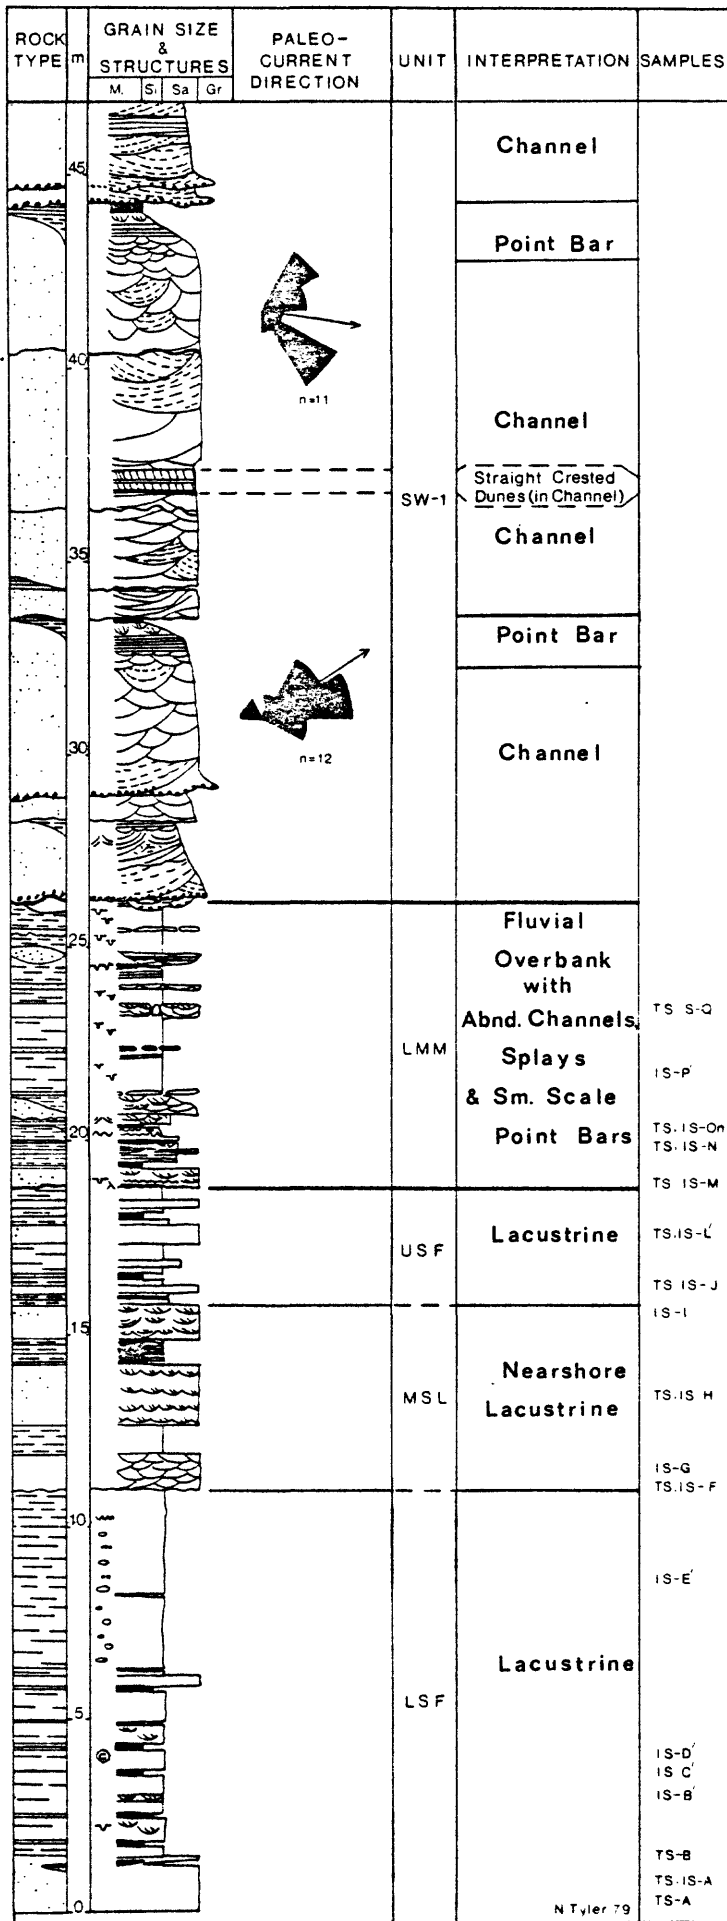 ROCK TYPE
m
GRAIN SIZE & STRUCTURES
M. Si Sa Gr
PALEO-CURRENT DIRECTION
UNIT
INTERPRETATION
SAMPLES
Channel
45
Point Bar
n=11
40
Channel
Straight Crested
Dunes (in Channel)
SW-1
Channel
35
Point Bar
n=12
30
Channel
Fluvial
25
Overbank
with
Abnd. Channels,
TS S-Q
LMM
Splays
IS-P'
& Sm. Scale
20
Point Bars
TS.IS-On
TS.IS-N
TS IS-M
Lacustrine
TS.IS-L'
USF
TS IS-J
IS-I
15
Nearshore
Lacustrine
MSL
TS.IS H
IS-G
TS.IS-F
10
IS-E'
Lacustrine
LSF
5
IS-D'
IS C'
IS-B'
TS-B
TS.IS-A
TS-A
0
N Tyler 79